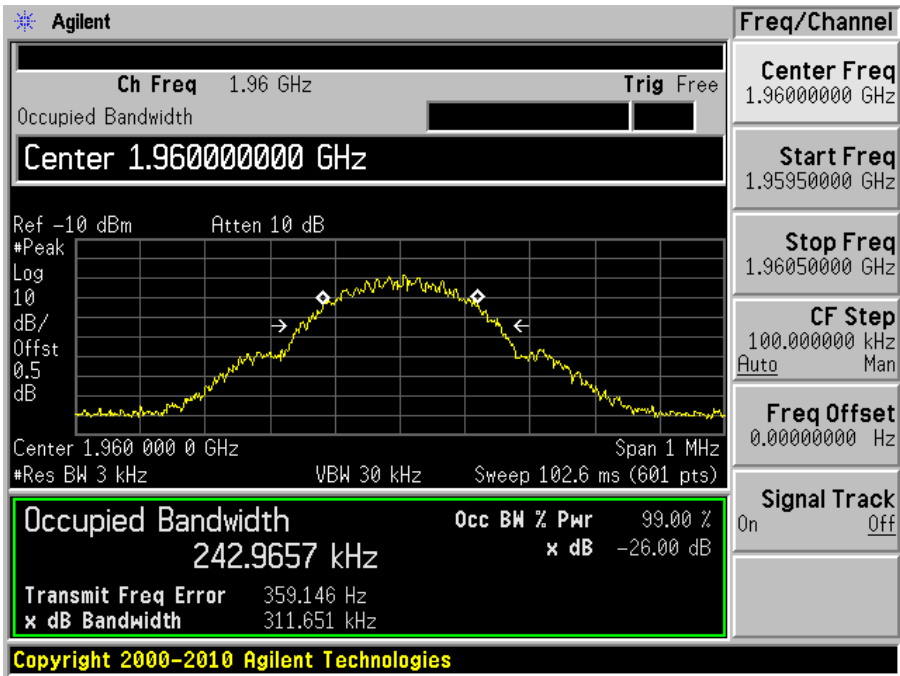 Agilent
Freq/Channel
Ch Freq 1.96 GHz Trig Free
Occupied Bandwidth
Center 1.960000000 GHz
Ref -10 dBm Atten 10 dB
#Peak
Log
10
dB/
Offst
0.5
dB
Center 1.960 000 0 GHz Span 1 MHz
#Res BW 3 kHz VBW 30 kHz Sweep 102.6 ms (601 pts)
Occupied Bandwidth
242.9657 kHz
Occ BW % Pwr 99.00 %
x dB -26.00 dB
Transmit Freq Error 359.146 Hz
x dB Bandwidth 311.651 kHz
Center Freq
1.96000000 GHz
Start Freq
1.95950000 GHz
Stop Freq
1.96050000 GHz
CF Step
100.000000 kHz
Auto Man
Freq Offset
0.00000000 Hz
Signal Track
On Off
Copyright 2000-2010 Agilent Technologies